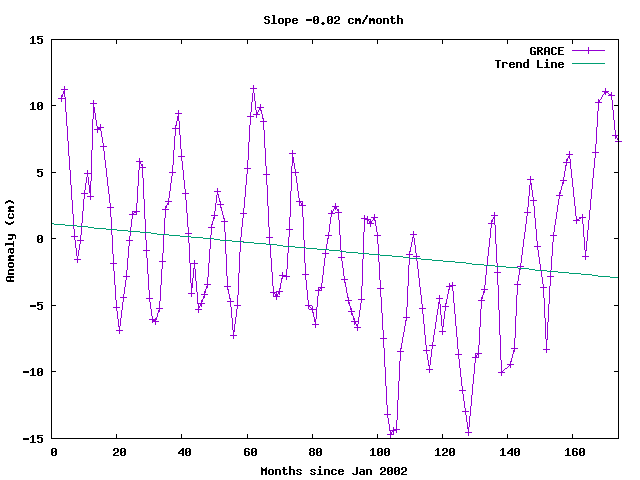 Slope -0.02 cm/month
GRACE
Trend Line
15
10
5
0
-5
-10
-15
Anomaly (cm)
0 20 40 60 80 100 120 140 160
Months since Jan 2002